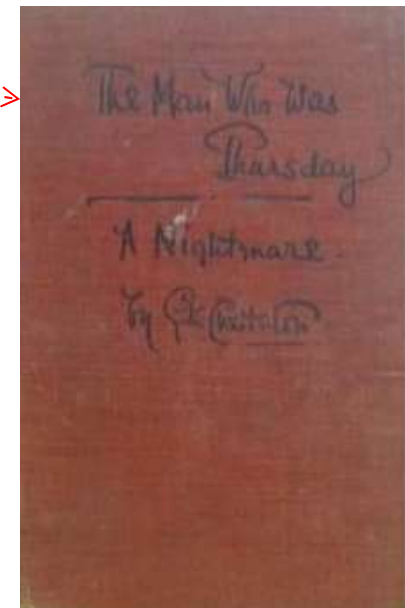 The Man Who Was
Thursday
A Nightmare.
by G.K. Chesterton